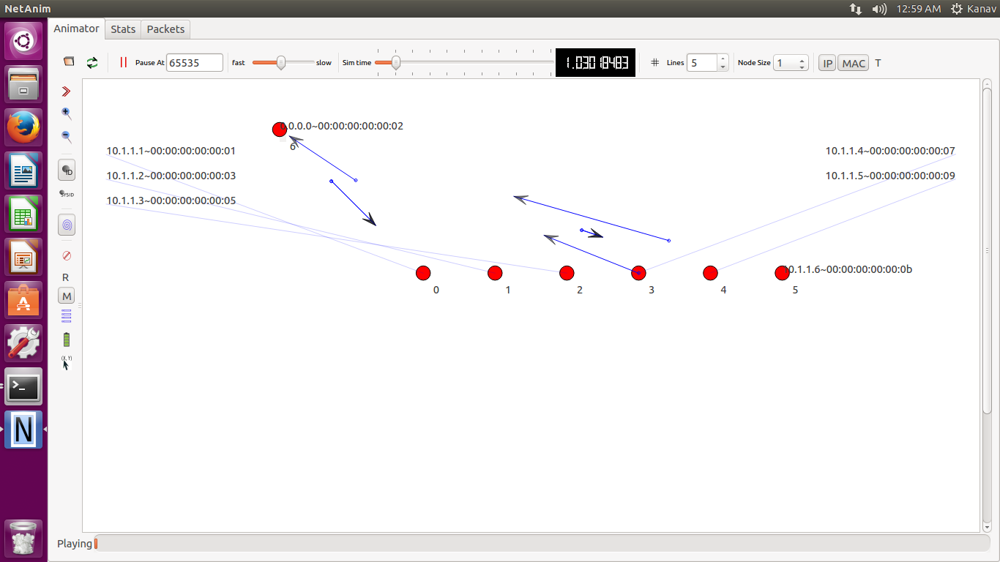 NetAnim
12:59 AM Kanav
Animator Stats Packets
Pause At 65535 fast slow Sim time 1.03018483 # Lines 5 Node Size 1 IP MAC T
0.0.0.0~00:00:00:00:00:02
6
10.1.1.1~00:00:00:00:00:01 10.1.1.4~00:00:00:00:00:07
ID
10.1.1.2~00:00:00:00:00:03 10.1.1.5~00:00:00:00:00:09
SYSID
10.1.1.3~00:00:00:00:00:05
10.1.1.6~00:00:00:00:00:0b
R
0 1 2 3 4 5
M
(X, Y)
N
Playing